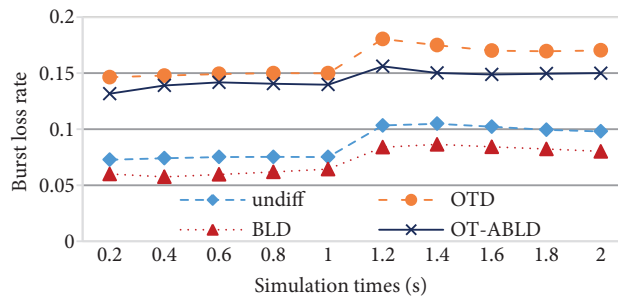 0.2
0.15
0.1
0.05
0
Burst loss rate
undiff
OTD
BLD
OT-ABLD
0.2 0.4 0.6 0.8 1 1.2 1.4 1.6 1.8 2
Simulation times (s)